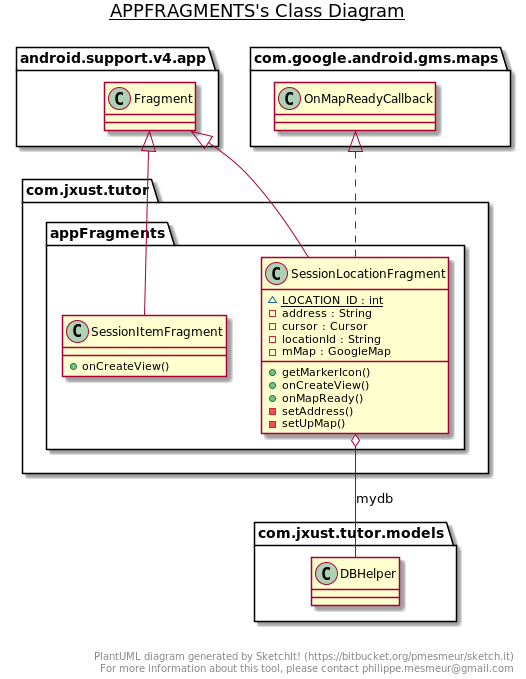 APPFRAGMENTS's Class Diagram
android.support.v4.app
com.google.android.gms.maps
C Fragment
C OnMapReadyCallback
com.jxust.tutor
appFragments
C SessionLocationFragment
LOCATION_ID : int
address : String
cursor : Cursor
locationId : String
mMap : GoogleMap
getMarkerIcon()
onCreateView()
onMapReady()
setAddress()
setUpMap()
C SessionItemFragment
onCreateView()
mydb
com.jxust.tutor.models
C DBHelper
PlantUML diagram generated by SketchIt! (https://bitbucket.org/pmesmeur/sketch.it)
For more information about this tool, please contact philippe.mesmeur@gmail.com